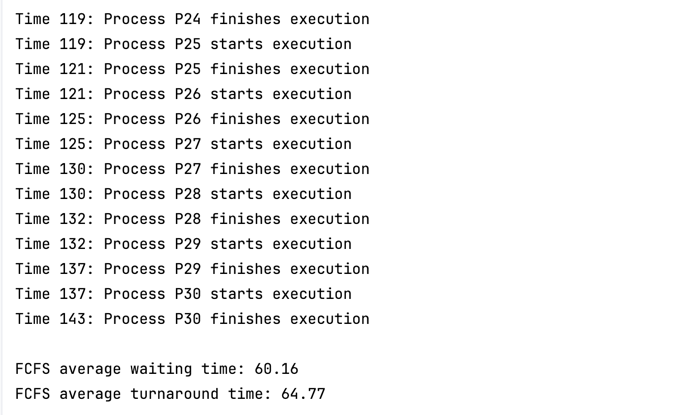 Time 119: Process P24 finishes execution
Time 119: Process P25 starts execution
Time 121: Process P25 finishes execution
Time 121: Process P26 starts execution
Time 125: Process P26 finishes execution
Time 125: Process P27 starts execution
Time 130: Process P27 finishes execution
Time 130: Process P28 starts execution
Time 132: Process P28 finishes execution
Time 132: Process P29 starts execution
Time 137: Process P29 finishes execution
Time 137: Process P30 starts execution
Time 143: Process P30 finishes execution
FCFS average waiting time: 60.16
FCFS average turnaround time: 64.77